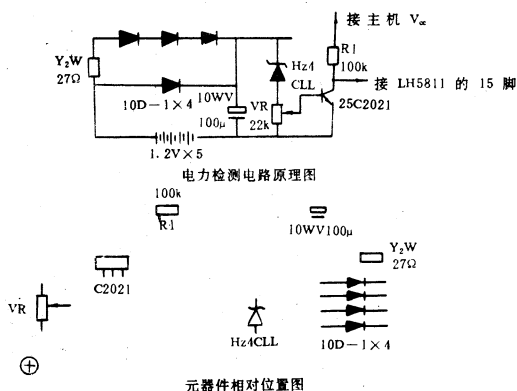 接主机 Vcc
R1
100k
Y₂W
27Ω
Hz4
CLL
接 LH5811 的 15 脚
10D-1×4
10WV
100μ
VR
22k
25C2021
1.2V×5
电力检测电路原理图
100k
R1
10WV100μ
Y₂W
27Ω
C2021
VR
Hz4CLL
10D-1×4
元器件相对位置图